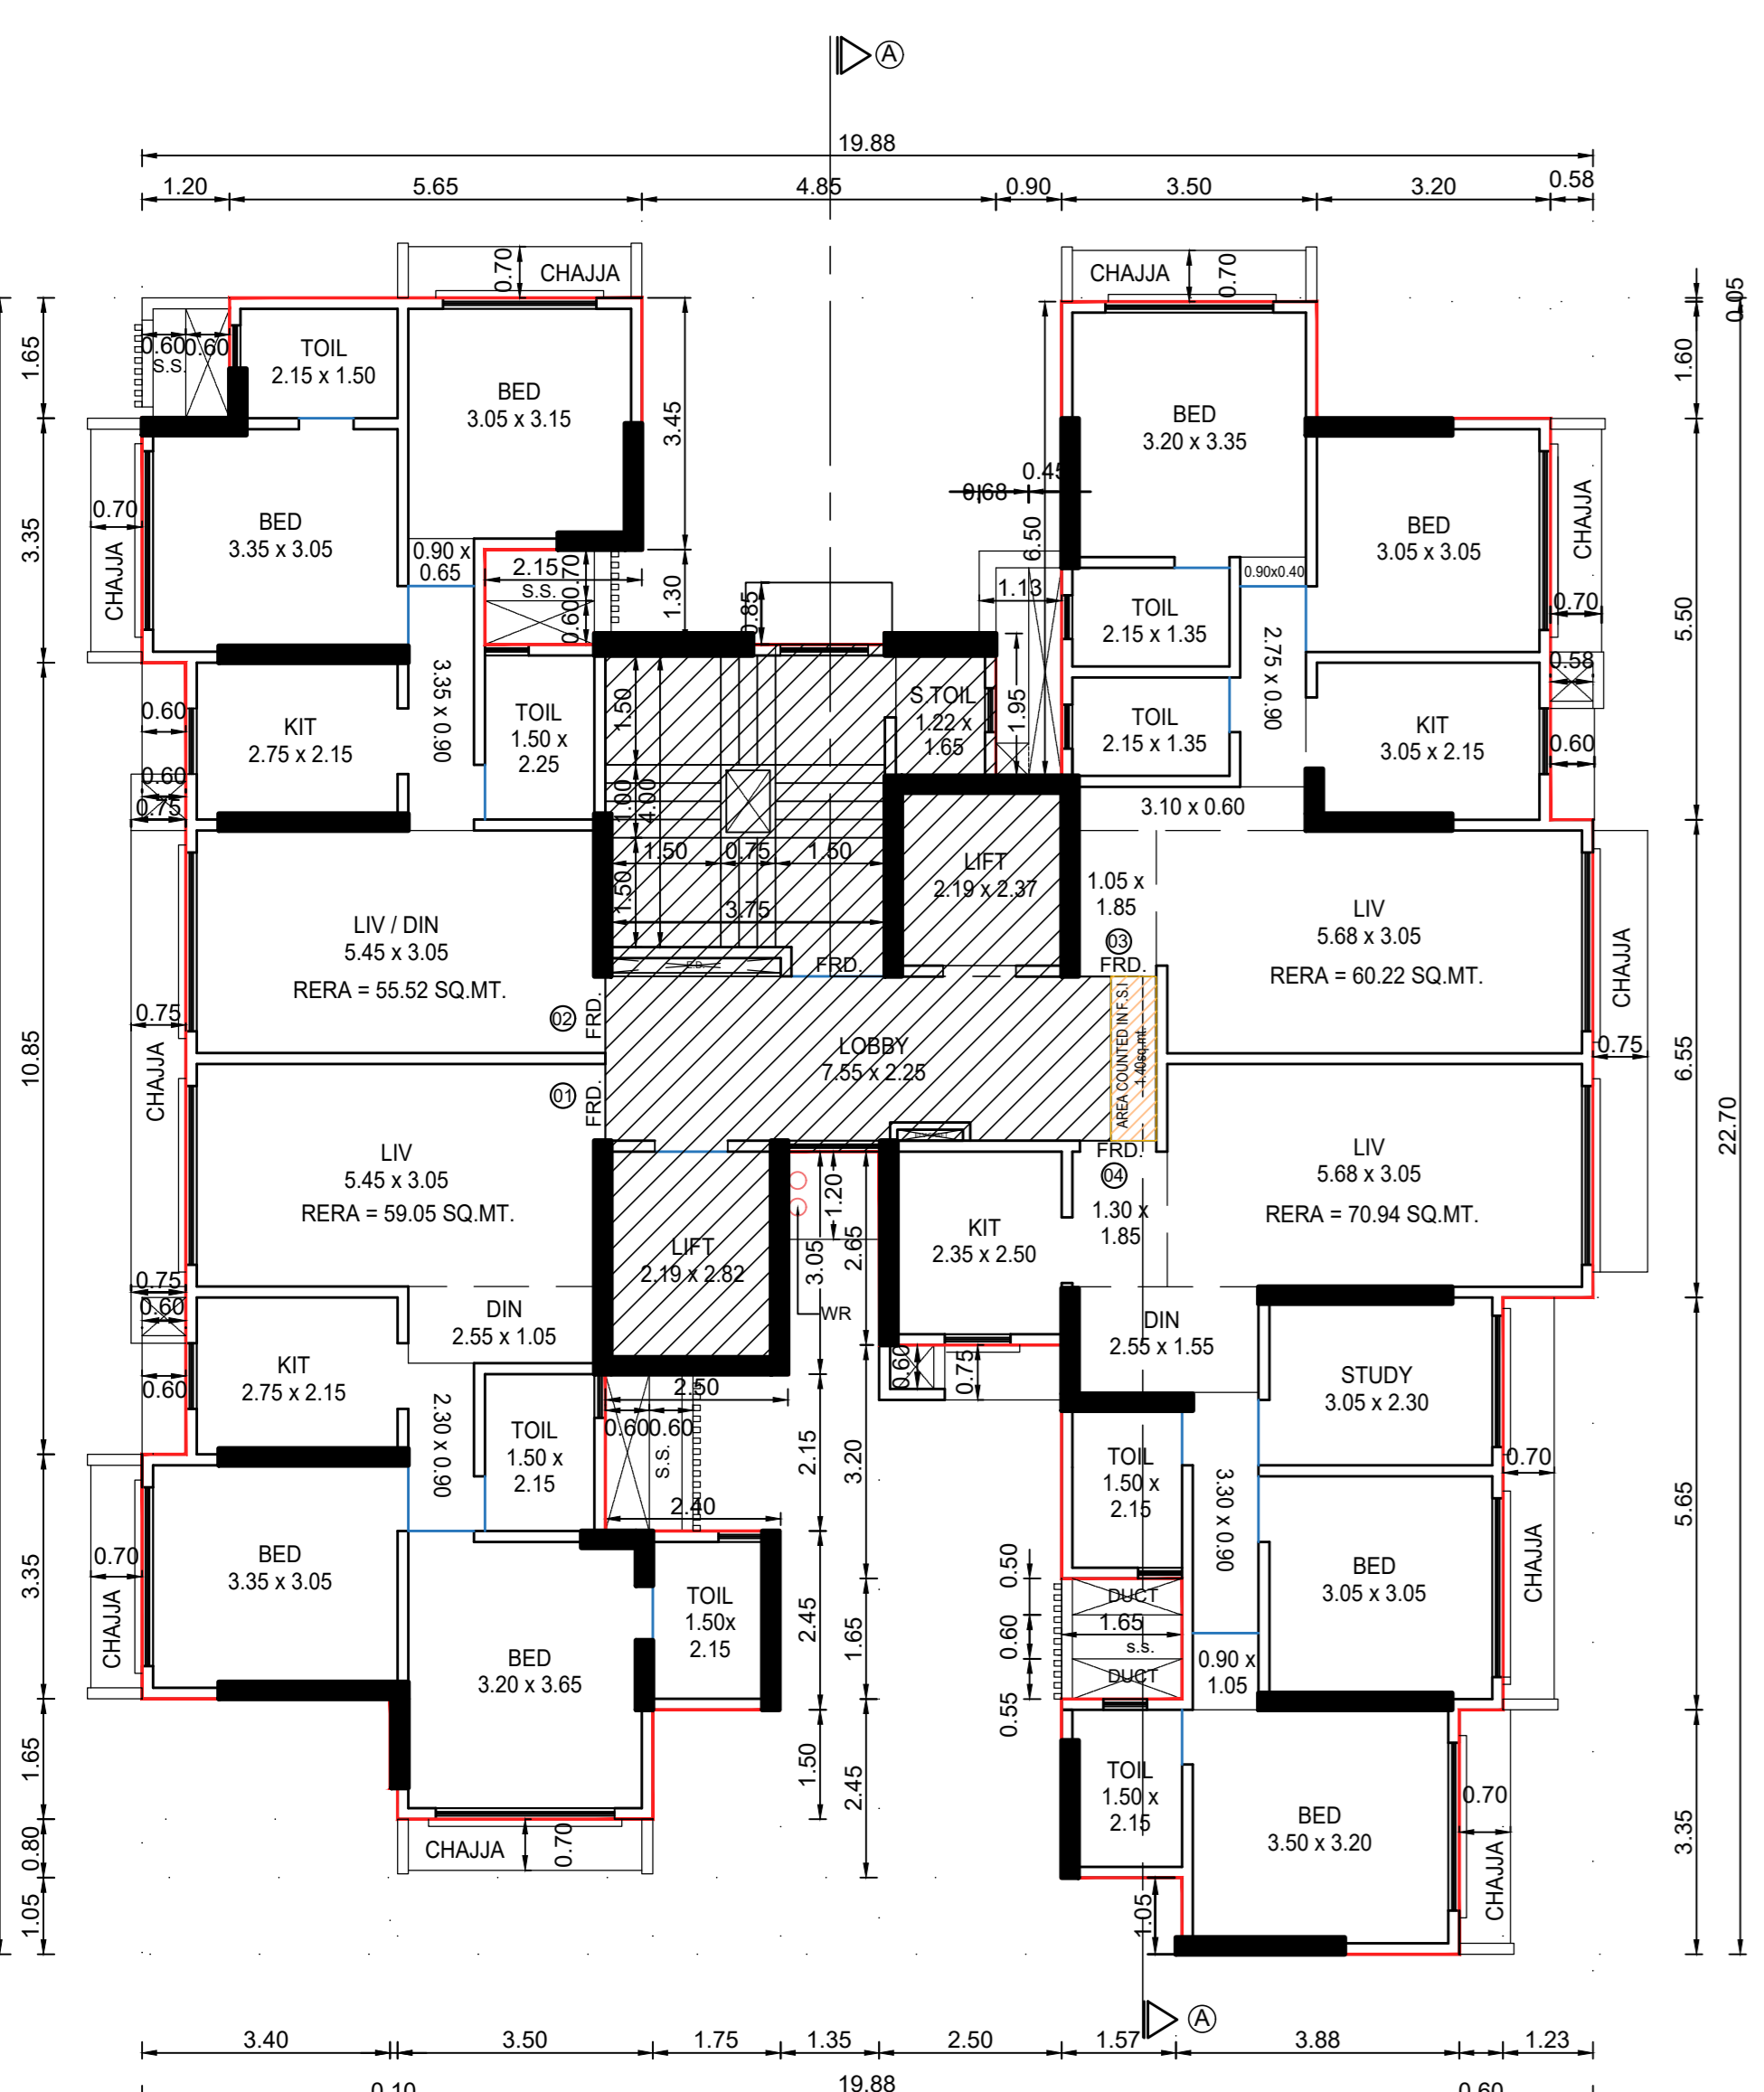 A
19.88
1.20 5.65 4.85 0.90 3.50 3.20 0.58
0.70 CHAJJA
CHAJJA 0.70
0.05
1.65
0.60 0.60
S.S.
TOIL
2.15 x 1.50
BED
3.05 x 3.15
3.45
BED
3.20 x 3.35
1.60
0.45
0.68
6.50
3.35
0.70
CHAJJA
BED
3.35 x 3.05
0.90 x
0.65
2.15
S.S.
0.70
0.60
1.30
0.85
1.13
0.90x0.40
BED
3.05 x 3.05
CHAJJA
0.70
5.50
TOIL
2.15 x 1.35
2.75 x 0.90
0.58
0.60
KIT
2.75 x 2.15
3.35 x 0.90
TOIL
1.50 x
2.25
1.50
S.TOIL
1.22 x
1.65
1.95
TOIL
2.15 x 1.35
KIT
3.05 x 2.15
0.60
0.60
0.75
1.00
4.00
3.10 x 0.60
1.50 0.75 1.50
LIFT
2.19 x 2.37
1.50
3.75
1.05 x
1.85
LIV / DIN
5.45 x 3.05
RERA = 55.52 SQ.MT.
03
FRD.
FRD.
LIV
5.68 x 3.05
RERA = 60.22 SQ.MT.
CHAJJA
0.75
10.85
0.75
CHAJJA
02 FRD.
LOBBY
7.55 x 2.25
AREA COUNTED IN F.S.I
1.40sq.mt.
6.55
22.70
01 FRD.
LIV
5.45 x 3.05
RERA = 59.05 SQ.MT.
FRD.
04
1.30 x
1.85
LIV
5.68 x 3.05
RERA = 70.94 SQ.MT.
1.20
3.05
2.65
KIT
2.35 x 2.50
LIFT
2.19 x 2.82
WR
0.75
0.60
DIN
2.55 x 1.05
DIN
2.55 x 1.55
0.60
KIT
2.75 x 2.15
0.60
0.75
STUDY
3.05 x 2.30
2.50
0.60 0.60
S.S.
2.30 x 0.90
TOIL
1.50 x
2.15
2.15
3.20
2.40
TOIL
1.50 x
2.15
3.30 x 0.90
0.70
5.65
3.35
0.70
CHAJJA
BED
3.35 x 3.05
BED
3.20 x 3.65
TOIL
1.50x
2.15
2.45
1.65
0.50
0.60
0.55
DUCT
1.65
s.s.
DUCT
0.90 x
1.05
BED
3.05 x 3.05
CHAJJA
1.65
1.50
2.45
TOIL
1.50 x
2.15
BED
3.50 x 3.20
0.70
CHAJJA
3.35
0.80
CHAJJA
0.70
1.05
1.05
A
3.40 3.50 1.75 1.35 2.50 1.57 3.88 1.23
0.10 19.88 0.60